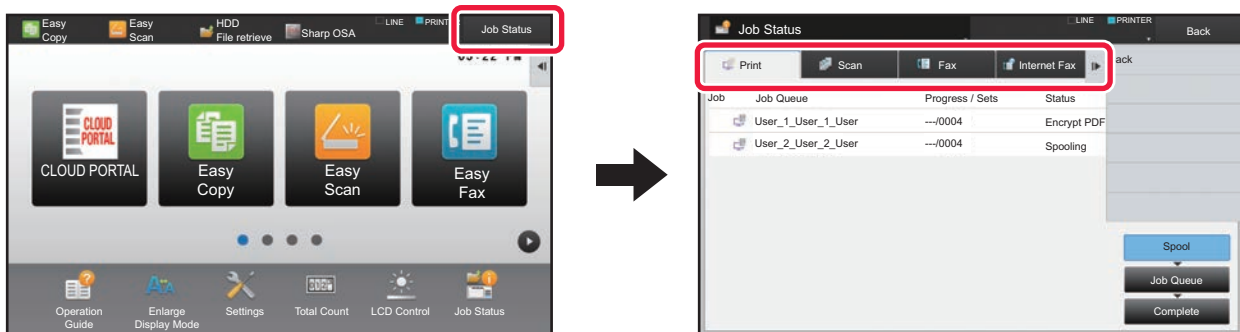 Easy
Copy
Easy
Scan
HDD
File retrieve
Sharp OSA
LINE
PRINT
Job Status
CLOUD
PORTAL
CLOUD PORTAL
Easy
Copy
Easy
Scan
Easy
Fax
Operation
Guide
Enlarge
Display Mode
Settings
Total Count
LCD Control
Job Status
Job Status
LINE
PRINTER
Back
Print
Scan
Fax
Internet Fax
ack
Job
Job Queue
Progress / Sets
Status
User_1_User_1_User
---/0004
Encrypt PDF
User_2_User_2_User
---/0004
Spooling
Spool
Job Queue
Complete